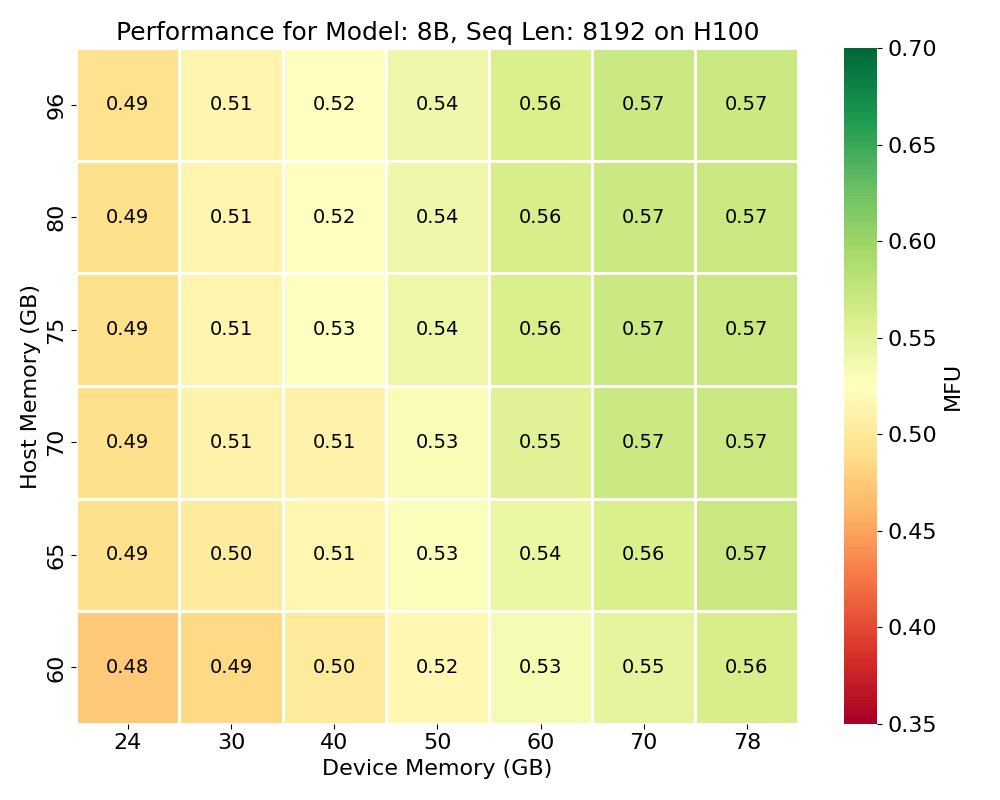 Performance for Model: 8B, Seq Len: 8192 on H100
Host Memory (GB)
96 0.49 0.51 0.52 0.54 0.56 0.57 0.57
80 0.49 0.51 0.52 0.54 0.56 0.57 0.57
75 0.49 0.51 0.53 0.54 0.56 0.57 0.57
70 0.49 0.51 0.51 0.53 0.55 0.57 0.57
65 0.49 0.50 0.51 0.53 0.54 0.56 0.57
60 0.48 0.49 0.50 0.52 0.53 0.55 0.56
24 30 40 50 60 70 78
Device Memory (GB)
0.70
0.65
0.60
0.55
0.50
0.45
0.40
0.35
MFU